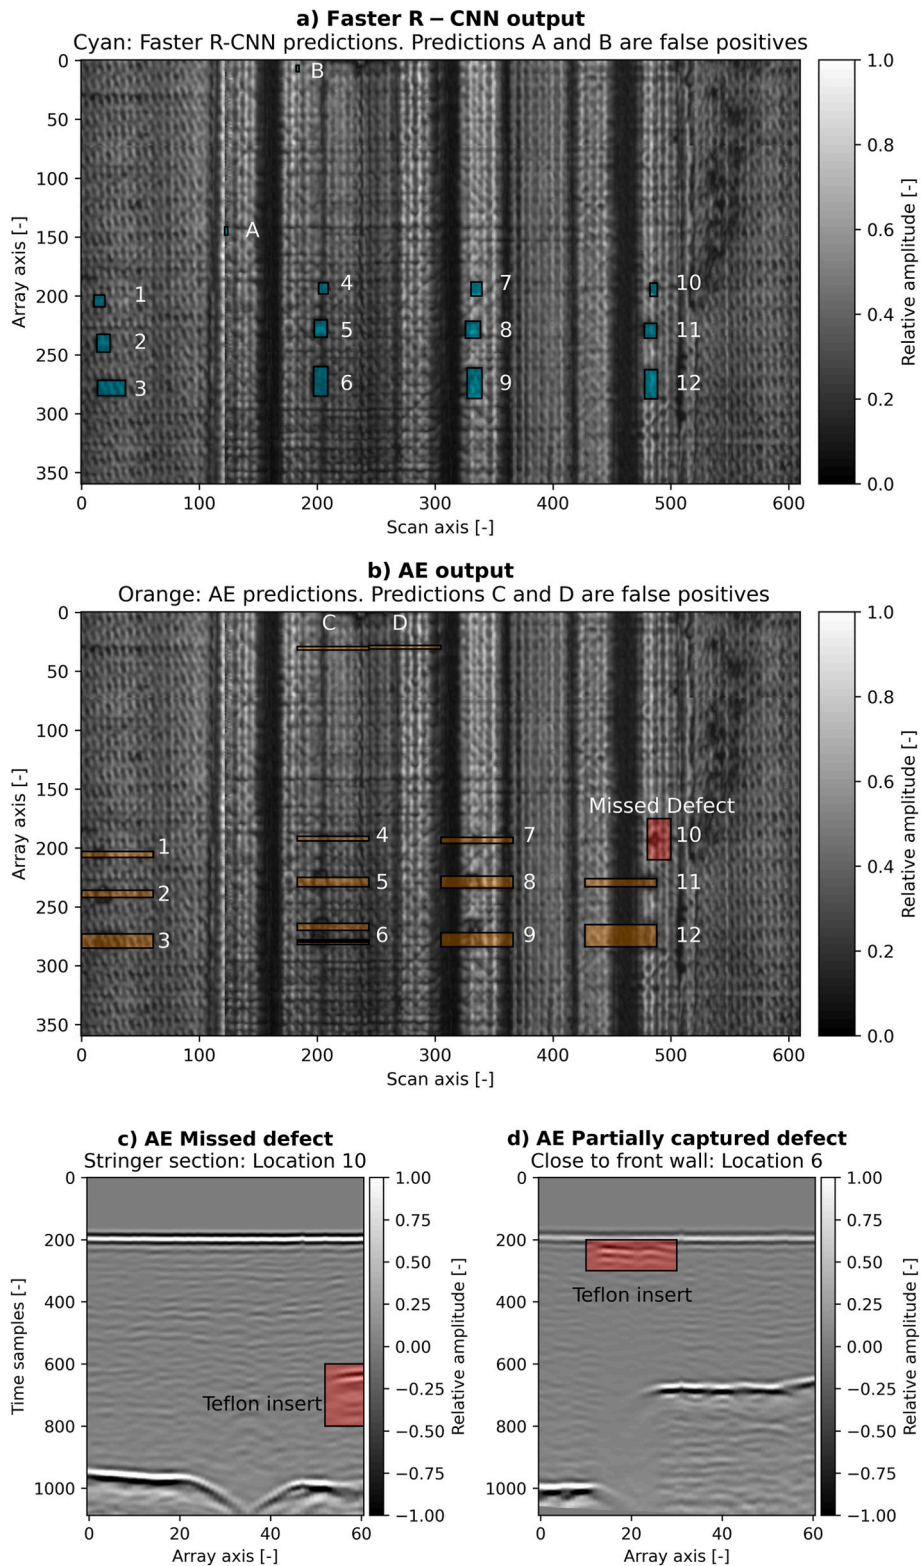 a) Faster R – CNN output
Cyan: Faster R-CNN predictions. Predictions A and B are false positives
0
50
100
150
200
250
300
350
Array axis [-]
B
A
1
2
3
4
5
6
7
8
9
10
11
12
0 100 200 300 400 500 600
Scan axis [-]
1.0
0.8
0.6
0.4
0.2
0.0
Relative amplitude [-]
b) AE output
Orange: AE predictions. Predictions C and D are false positives
0
50
100
150
200
250
300
350
Array axis [-]
C D
Missed Defect
1
2
3
4
5
6
7
8
9
10
11
12
0 100 200 300 400 500 600
Scan axis [-]
1.0
0.8
0.6
0.4
0.2
0.0
Relative amplitude [-]
c) AE Missed defect
Stringer section: Location 10
0
200
400
600
800
1000
Time samples [-]
Teflon insert
0 20 40 60
Array axis [-]
1.00
0.75
0.50
0.25
0.00
−0.25
−0.50
−0.75
−1.00
Relative amplitude [-]
d) AE Partially captured defect
Close to front wall: Location 6
0
200
400
600
800
1000
Teflon insert
0 20 40 60
Array axis [-]
1.00
0.75
0.50
0.25
0.00
−0.25
−0.50
−0.75
−1.00
Relative amplitude [-]